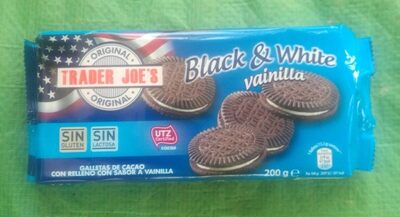 ORIGINAL
TRADER JOE'S
ORIGINAL
Black & White
vainilla
SIN
GLUTEN
SIN
LACTOSA
UTZ
Certified
COCOA
GALLETAS DE CACAO
CON RELLENO CON SABOR A VAINILLA
200 g e